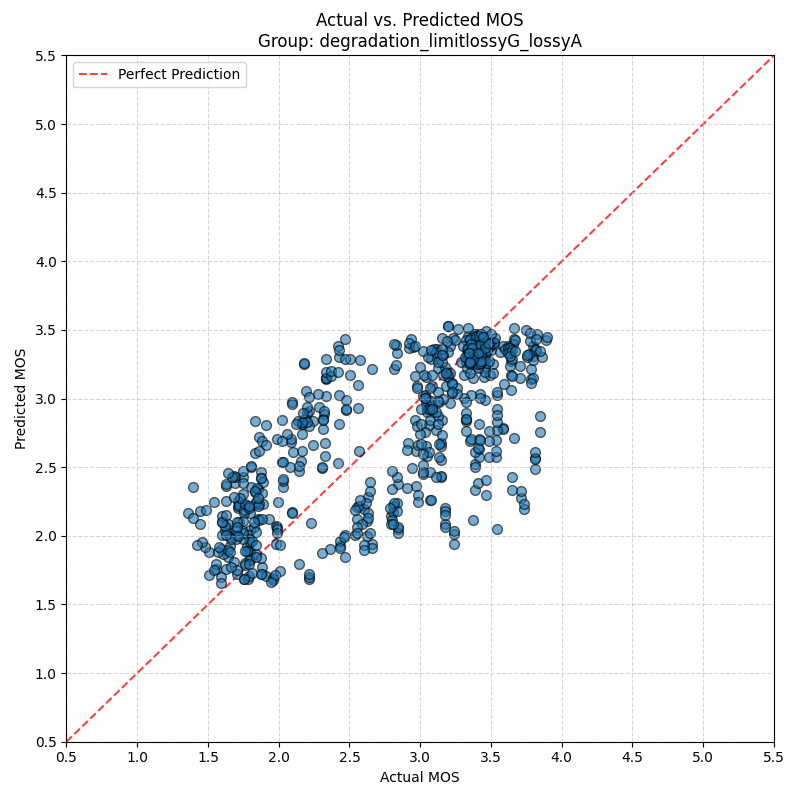 Actual vs. Predicted MOS
Group: degradation_limitlossyG_lossyA
Perfect Prediction
5.5
5.0
4.5
4.0
3.5
3.0
2.5
2.0
1.5
1.0
0.5
Predicted MOS
0.5 1.0 1.5 2.0 2.5 3.0 3.5 4.0 4.5 5.0 5.5
Actual MOS